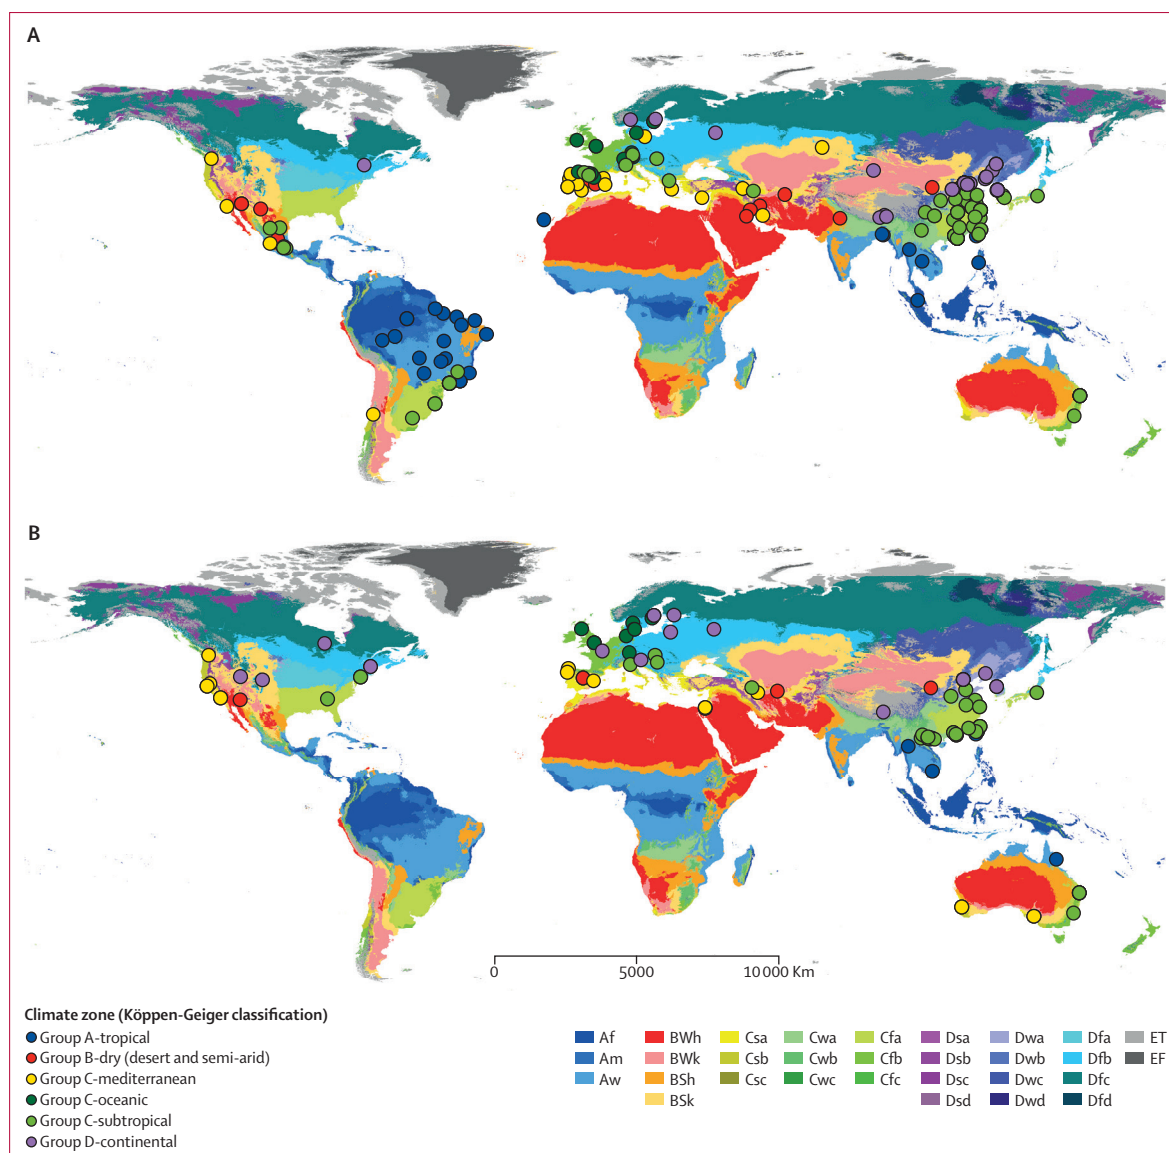 A
B
0 5000 10 000 Km
Climate zone (Köppen-Geiger classification)
Group A-tropical
Group B-dry (desert and semi-arid)
Group C-mediterranean
Group C-oceanic
Group C-subtropical
Group D-continental
Af BWh Csa Cwa Cfa Dsa Dwa Dfa ET
Am BWk Csb Cwb Cfb Dsb Dwb Dfb EF
Aw BSh Csc Cwc Cfc Dsc Dwc Dfc
BSk Dsd Dwd Dfd